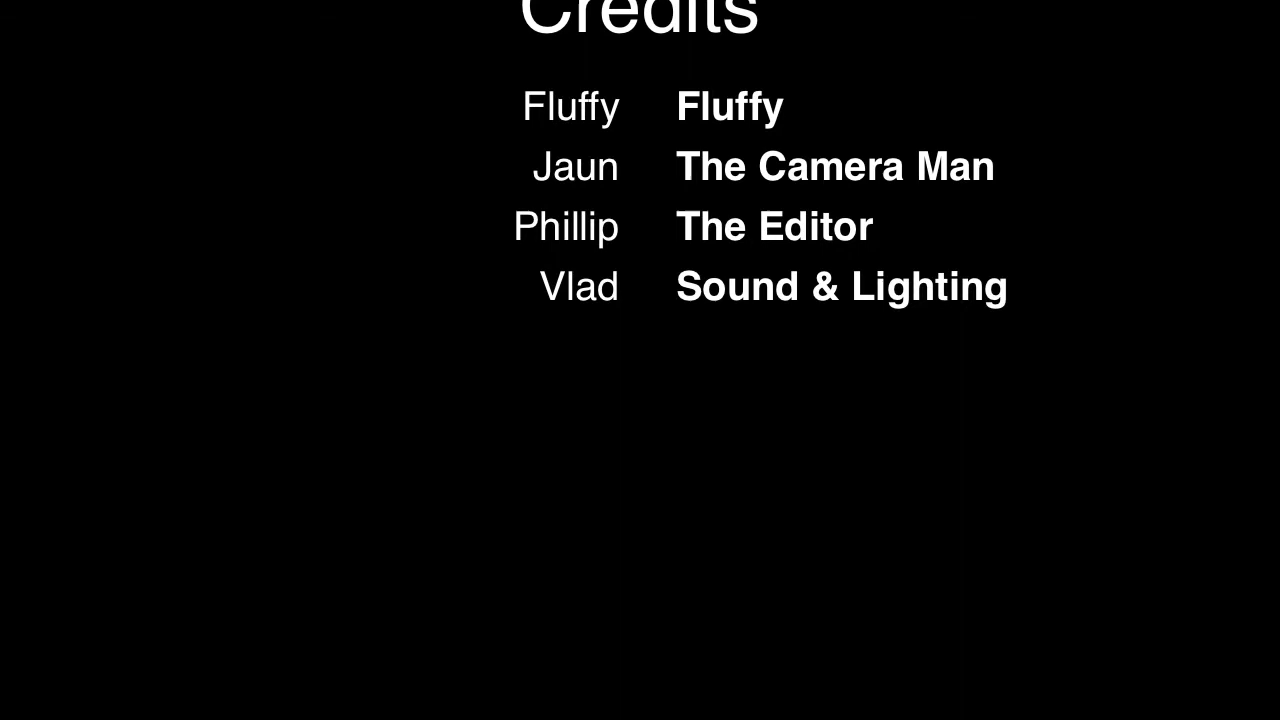 Credits
Fluffy Fluffy
Jaun The Camera Man
Phillip The Editor
Vlad Sound & Lighting